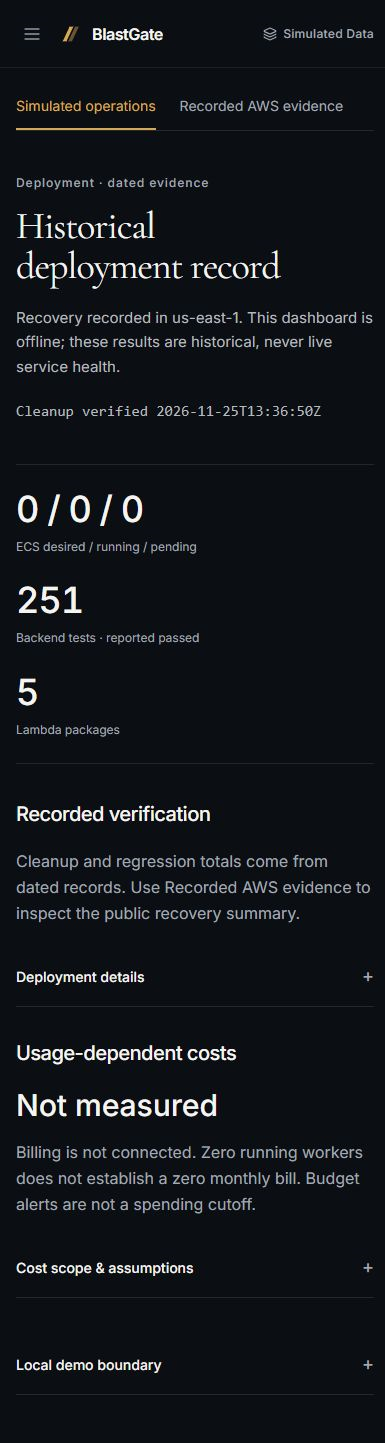 BlastGate
Simulated Data
Simulated operations
Recorded AWS evidence
Deployment · dated evidence
Historical
deployment record
Recovery recorded in us-east-1. This dashboard is
offline; these results are historical, never live
service health.
Cleanup verified 2026-11-25T13:36:50Z
0 / 0 / 0
ECS desired / running / pending
251
Backend tests · reported passed
5
Lambda packages
Recorded verification
Cleanup and regression totals come from
dated records. Use Recorded AWS evidence to
inspect the public recovery summary.
Deployment details +
Usage-dependent costs
Not measured
Billing is not connected. Zero running workers
does not establish a zero monthly bill. Budget
alerts are not a spending cutoff.
Cost scope & assumptions +
Local demo boundary +